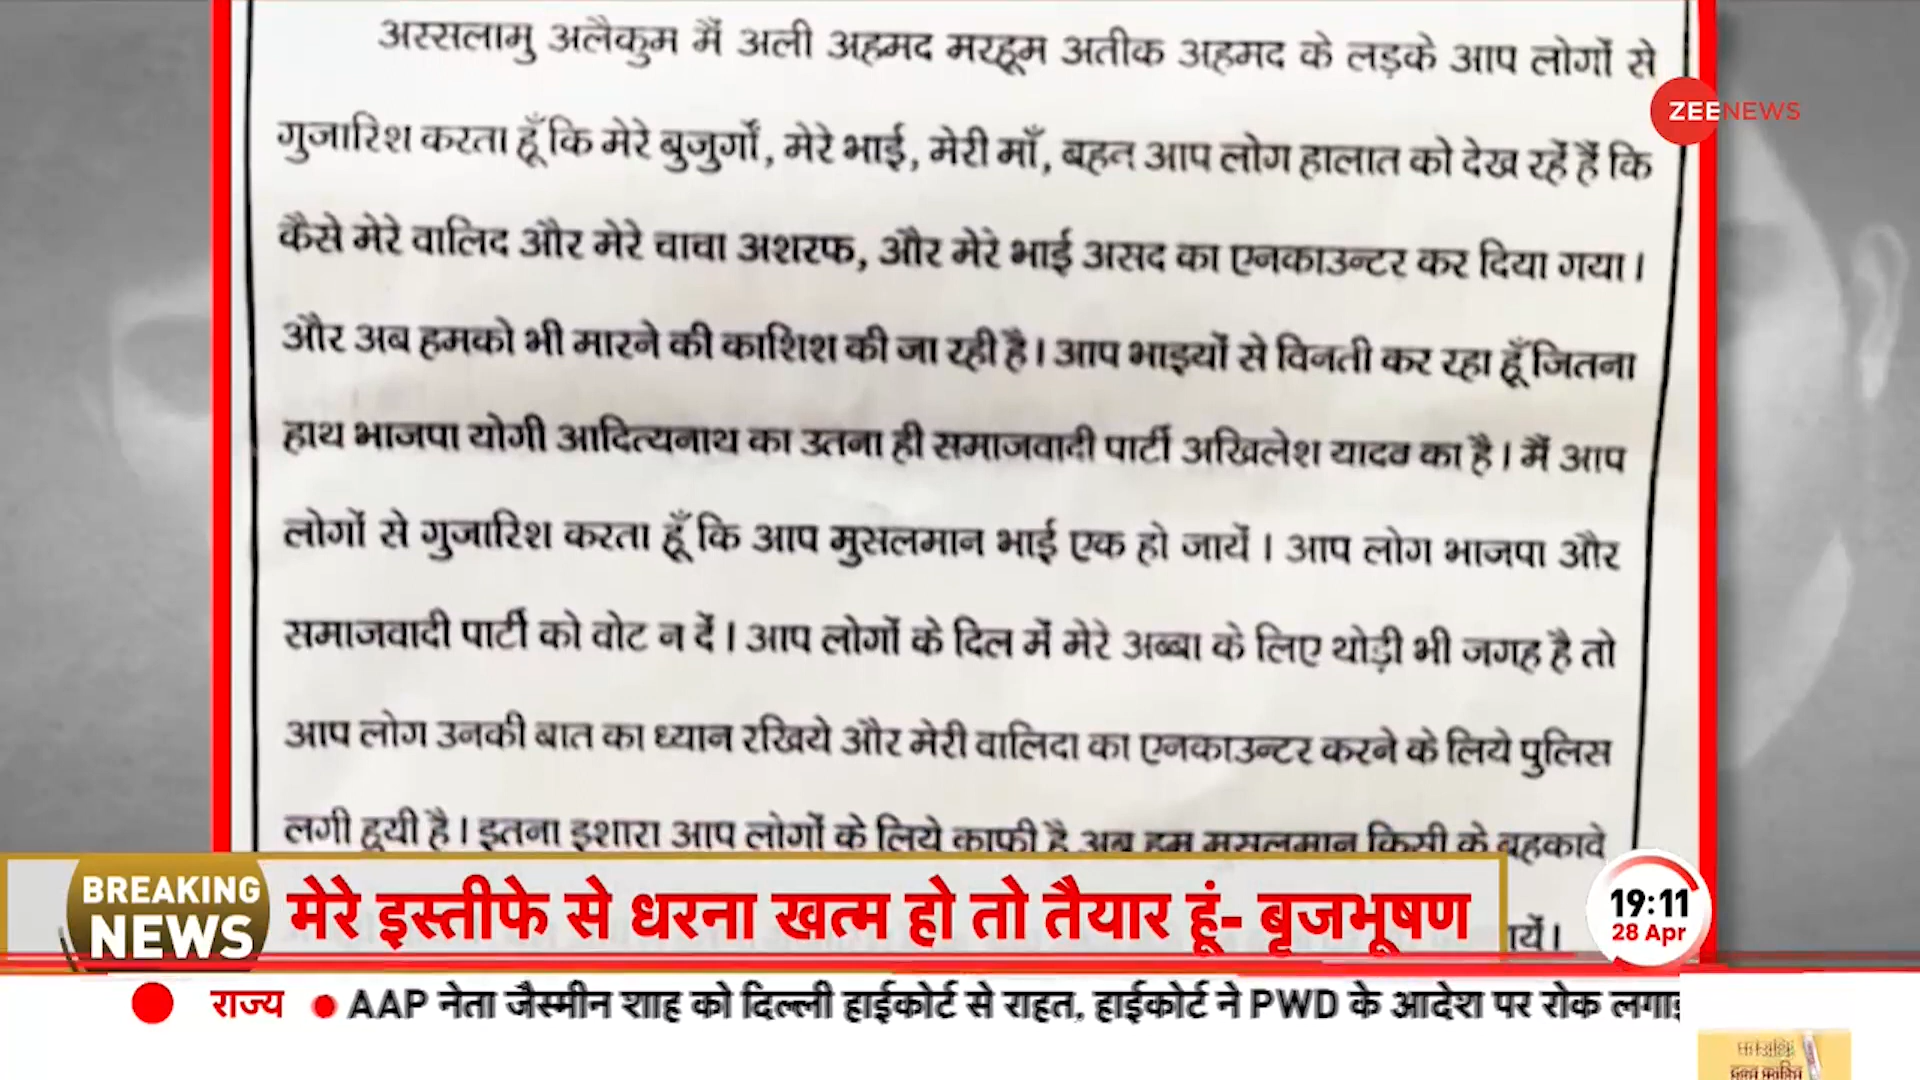 अस्सलामु अलैकुम मैं अली अहमद मरहूम अतीक अहमद के लड़के आप लोगों से
गुजारिश करता हूँ कि मेरे बुजुर्गों, मेरे भाई, मेरी माँ, बहन आप लोग हालात को देख रहें हैं कि
कैसे मेरे वालिद और मेरे चाचा अशरफ, और मेरे भाई असद का एनकाउन्टर कर दिया गया।
और अब हमको भी मारने की काशिश की जा रही है। आप भाइयों से विनती कर रहा हूँ जितना
हाथ भाजपा योगी आदित्यनाथ का उतना ही समाजवादी पार्टी अखिलेश यादव का है। मैं आप
लोगों से गुजारिश करता हूँ कि आप मुसलमान भाई एक हो जायें। आप लोग भाजपा और
समाजवादी पार्टी को वोट न दें। आप लोगों के दिल में मेरे अब्बा के लिए थोड़ी भी जगह है तो
आप लोग उनकी बात का ध्यान रखिये और मेरी वालिदा का एनकाउन्टर करने के लिये पुलिस
लगी हूयी है। इतना इशारा आप लोगों के लिये काफी है अब हम मुसलमान किसी के बहकावे
यें।
ZEENEWS
BREAKING
NEWS
मेरे इस्तीफे से धरना खत्म हो तो तैयार हूं- बृजभूषण
19:11
28 Apr
राज्य
AAP नेता जैस्मीन शाह को दिल्ली हाईकोर्ट से राहत, हाईकोर्ट ने PWD के आदेश पर रोक लगाई